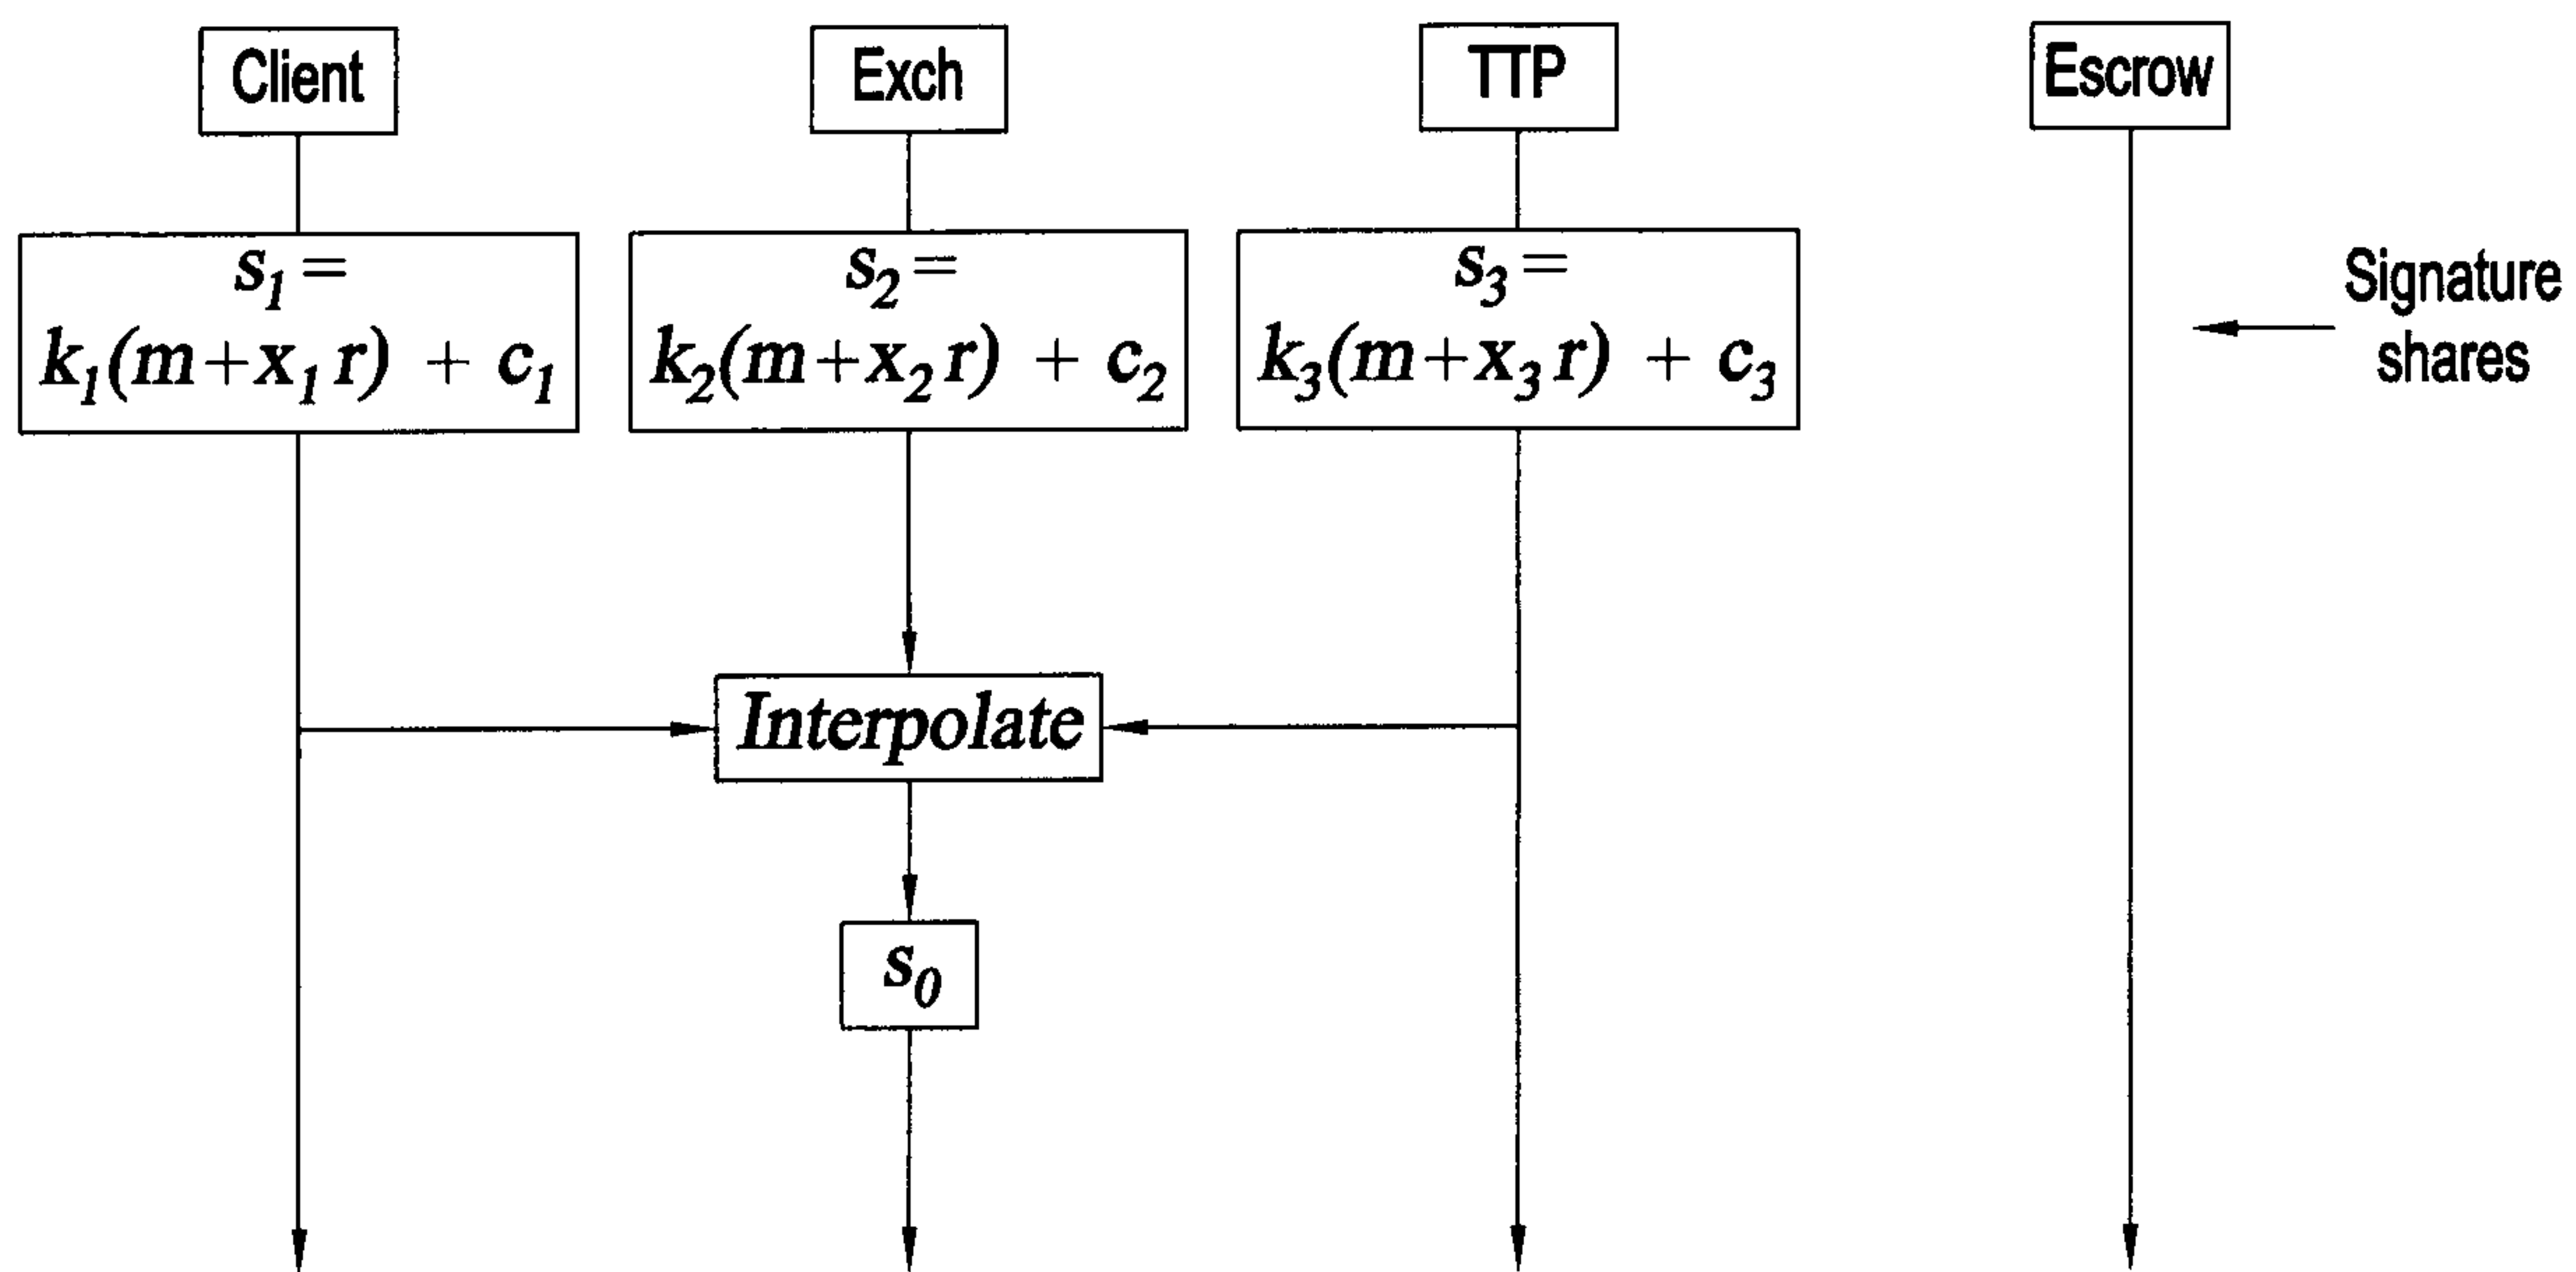 Client
Exch
TTP
Escrow
s₁=
k₁(m+x₁r) + c₁
s₂=
k₂(m+x₂r) + c₂
s₃=
k₃(m+x₃r) + c₃
Signature
shares
Interpolate
s₀